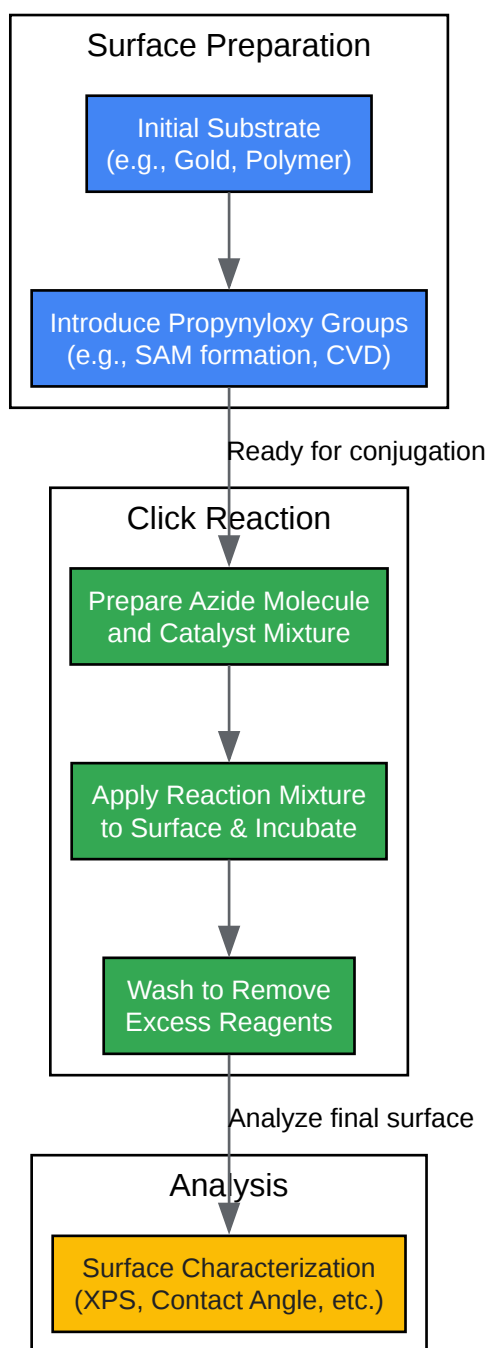 Surface Preparation
Initial Substrate
(e.g., Gold, Polymer)
Introduce Propynyloxy Groups
(e.g., SAM formation, CVD)
Ready for conjugation
Click Reaction
Prepare Azide Molecule
and Catalyst Mixture
Apply Reaction Mixture
to Surface & Incubate
Wash to Remove
Excess Reagents
Analyze final surface
Analysis
Surface Characterization
(XPS, Contact Angle, etc.)